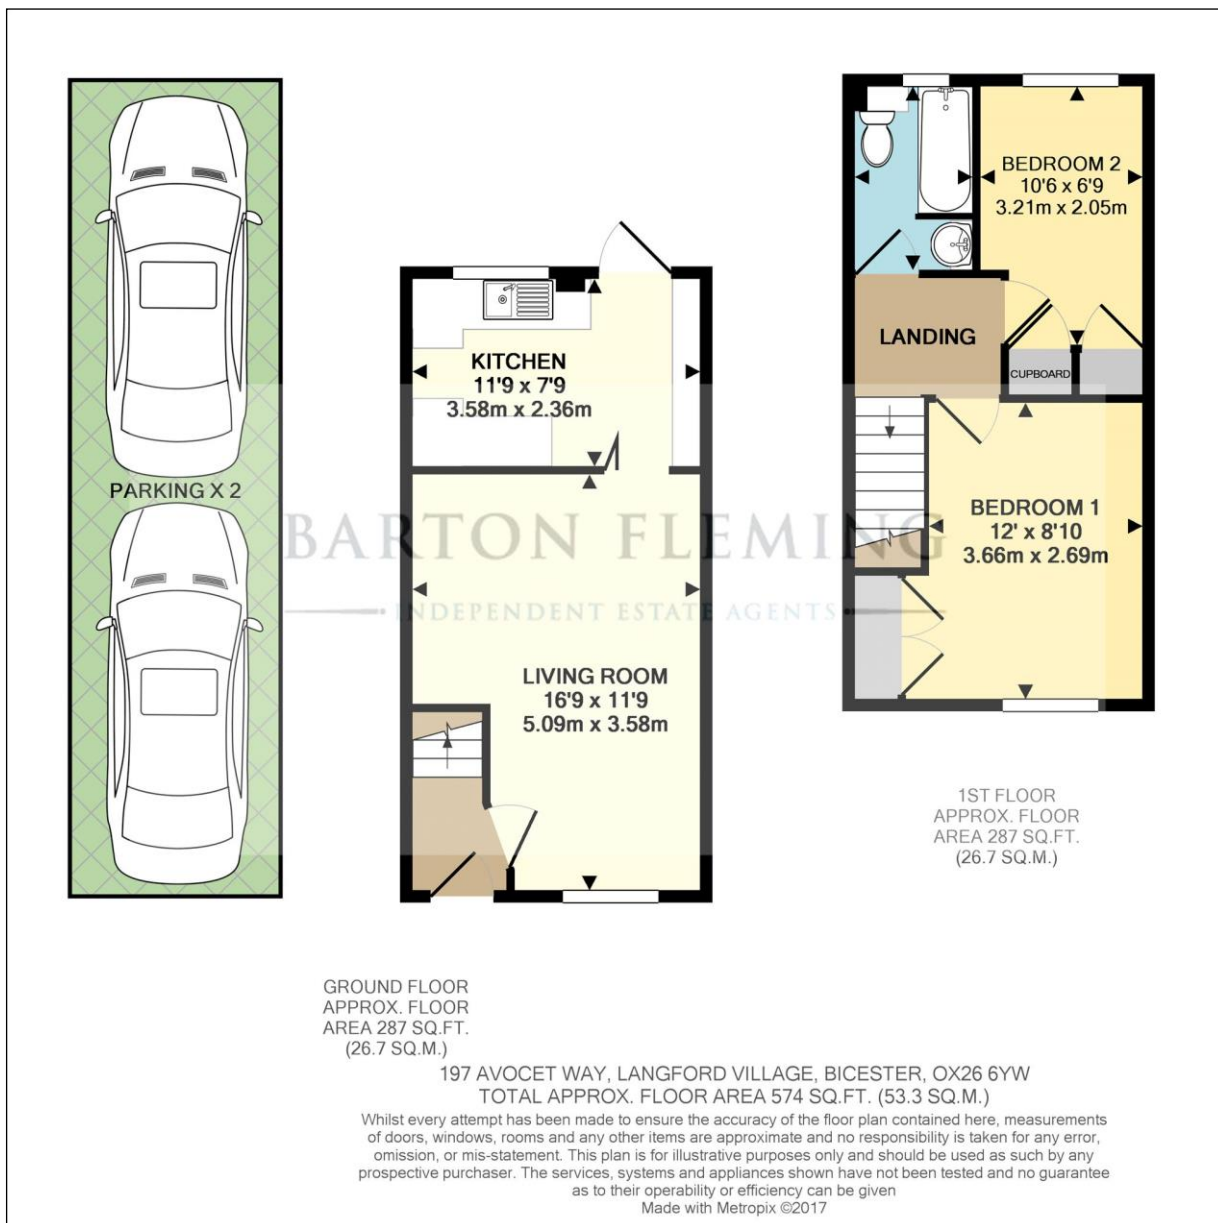 PARKING X 2
KITCHEN
11'9 x 7'9
3.58m x 2.36m
LIVING ROOM
16'9 x 11'9
5.09m x 3.58m
BEDROOM 2
10'6 x 6'9
3.21m x 2.05m
LANDING
CUPBOARD
BEDROOM 1
12' x 8'10
3.66m x 2.69m
BARTON FLEMING
INDEPENDENT ESTATE AGENTS
1ST FLOOR
APPROX. FLOOR
AREA 287 SQ.FT.
(26.7 SQ.M.)
GROUND FLOOR
APPROX. FLOOR
AREA 287 SQ.FT.
(26.7 SQ.M.)
197 AVOCET WAY, LANGFORD VILLAGE, BICESTER, OX26 6YW
TOTAL APPROX. FLOOR AREA 574 SQ.FT. (53.3 SQ.M.)
Whilst every attempt has been made to ensure the accuracy of the floor plan contained here, measurements
of doors, windows, rooms and any other items are approximate and no responsibility is taken for any error,
omission, or mis-statement. This plan is for illustrative purposes only and should be used as such by any
prospective purchaser. The services, systems and appliances shown have not been tested and no guarantee
as to their operability or efficiency can be given
Made with Metropix ©2017